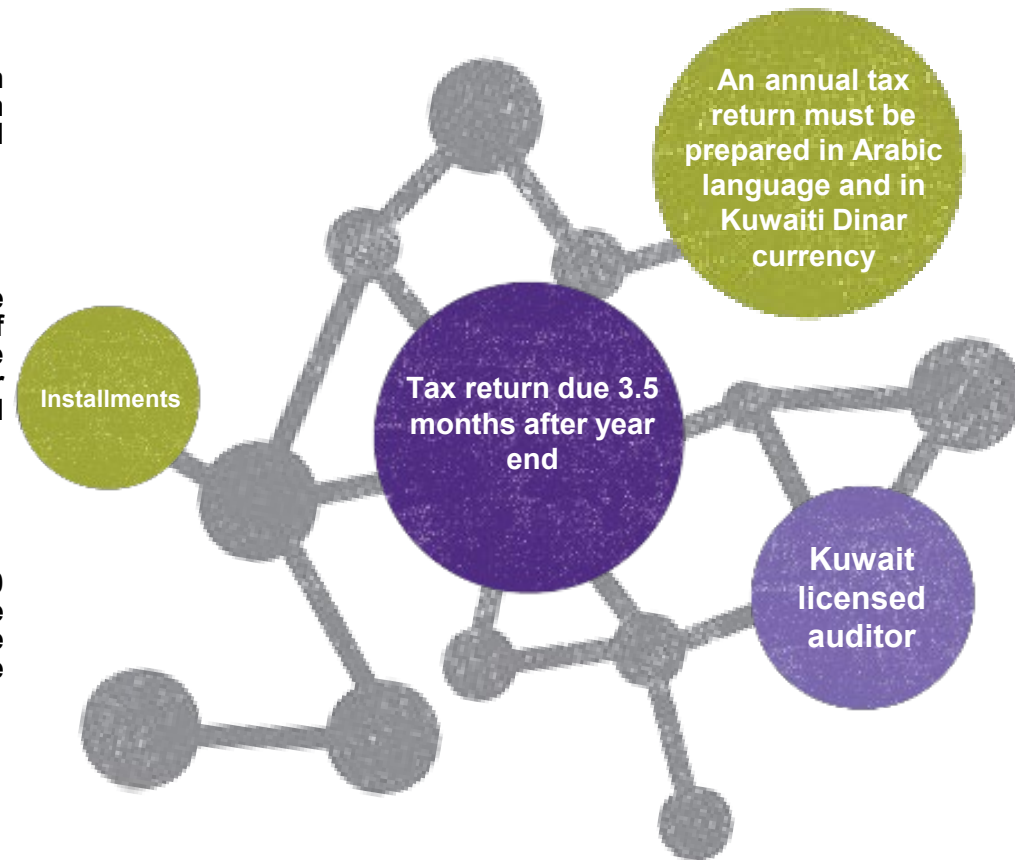 An annual tax
return must be
prepared in Arabic
language and in
Kuwaiti Dinar
currency
Installments
Tax return due 3.5
months after year
end
Kuwait
licensed
auditor